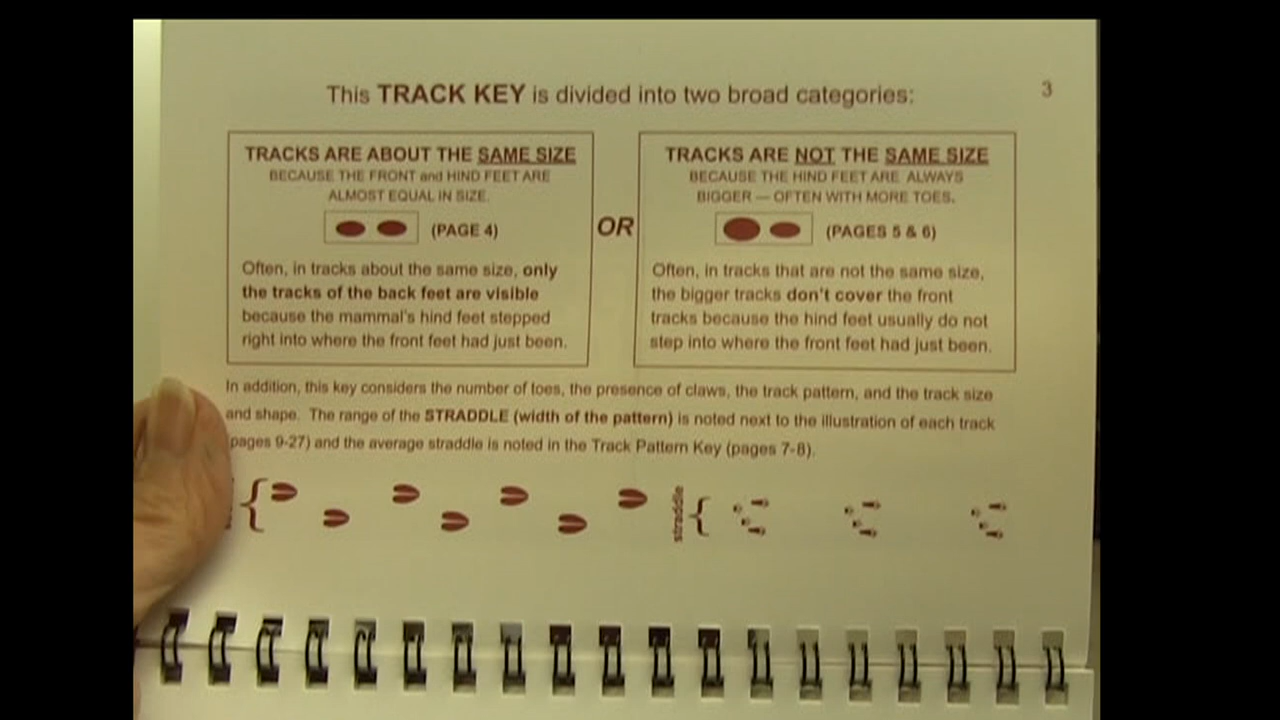 3
This TRACK KEY is divided into two broad categories:
TRACKS ARE ABOUT THE SAME SIZE
BECAUSE THE FRONT and HIND FEET ARE
ALMOST EQUAL IN SIZE.
(PAGE 4)
Often, in tracks about the same size, only
the tracks of the back feet are visible
because the mammal's hind feet stepped
right into where the front feet had just been.
OR
TRACKS ARE NOT THE SAME SIZE
BECAUSE THE HIND FEET ARE ALWAYS
BIGGER — OFTEN WITH MORE TOES.
(PAGES 5 & 6)
Often, in tracks that are not the same size,
the bigger tracks don't cover the front
tracks because the hind feet usually do not
step into where the front feet had just been.
In addition, this key considers the number of toes, the presence of claws, the track pattern, and the track size
and shape. The range of the STRADDLE (width of the pattern) is noted next to the illustration of each track
pages 9-27) and the average straddle is noted in the Track Pattern Key (pages 7-8).
straddle